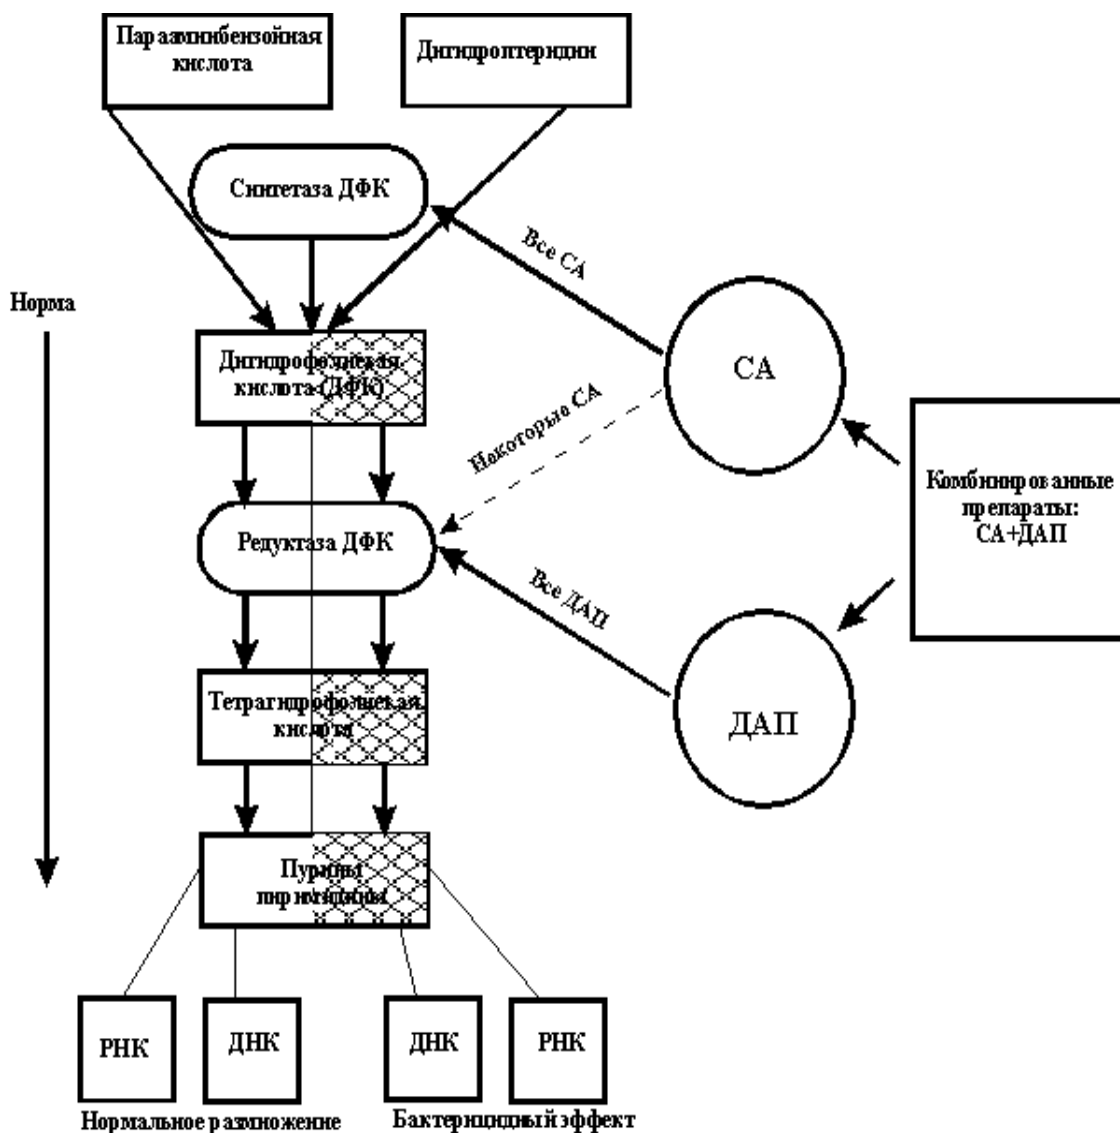 Парааминбензойная
кислота
Дигидроптеридин
Синтетаза ДФК
Все СА
Норма
Дигидрофолиевая
кислота (ДФК)
СА
Некоторые СА
Комбинированные
препараты:
СА+ДАП
Редуктаза ДФК
Все ДАП
Тетрагидрофолиевая
кислота
ДАП
Пурины
пиримидины
РНК
ДНК
ДНК
РНК
Нормальное размножение
Бактерицидный эффект